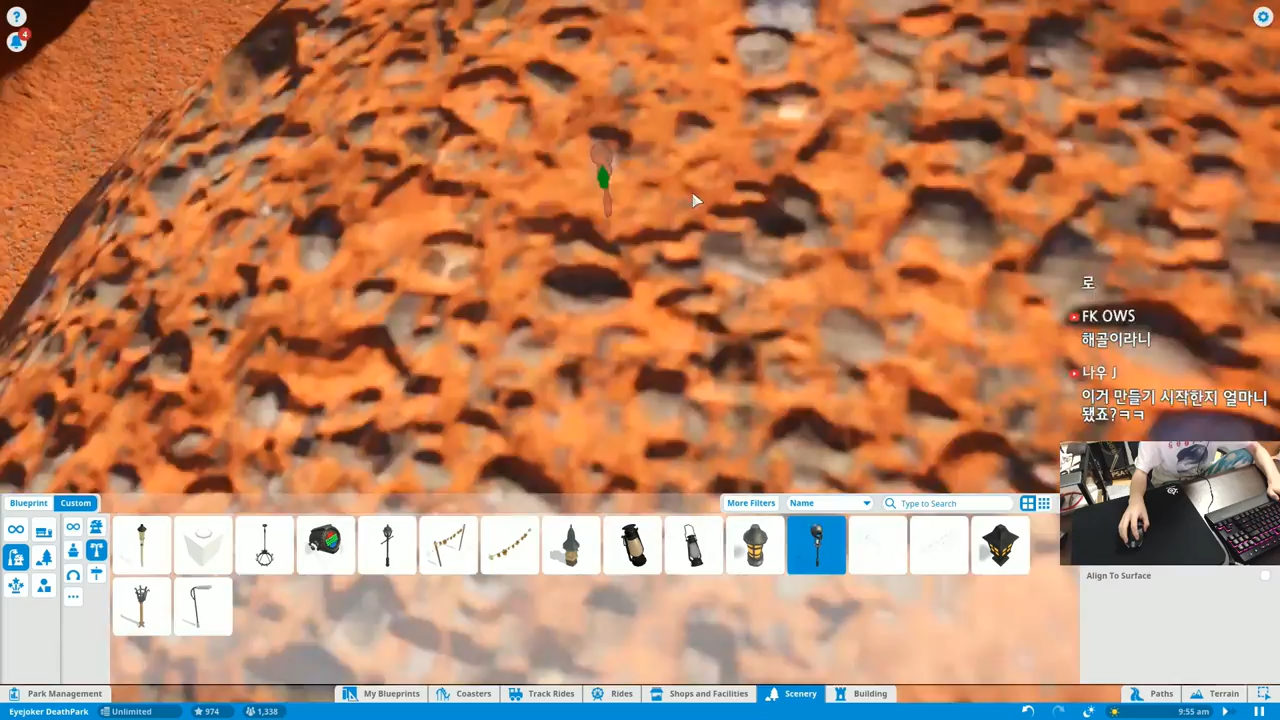 ?
4
로
FK OWS
해골이라니
나우 J
이거 만들기 시작한지 얼마니
됐죠?ㅋㅋ
Blueprint
Custom
More Filters
Name
Type to Search
Align To Surface
Park Management
My Blueprints
Coasters
Track Rides
Rides
Shops and Facilities
Scenery
Building
Paths
Terrain
Eyejoker DeathPark
Unlimited
974
1,338
9:55 am